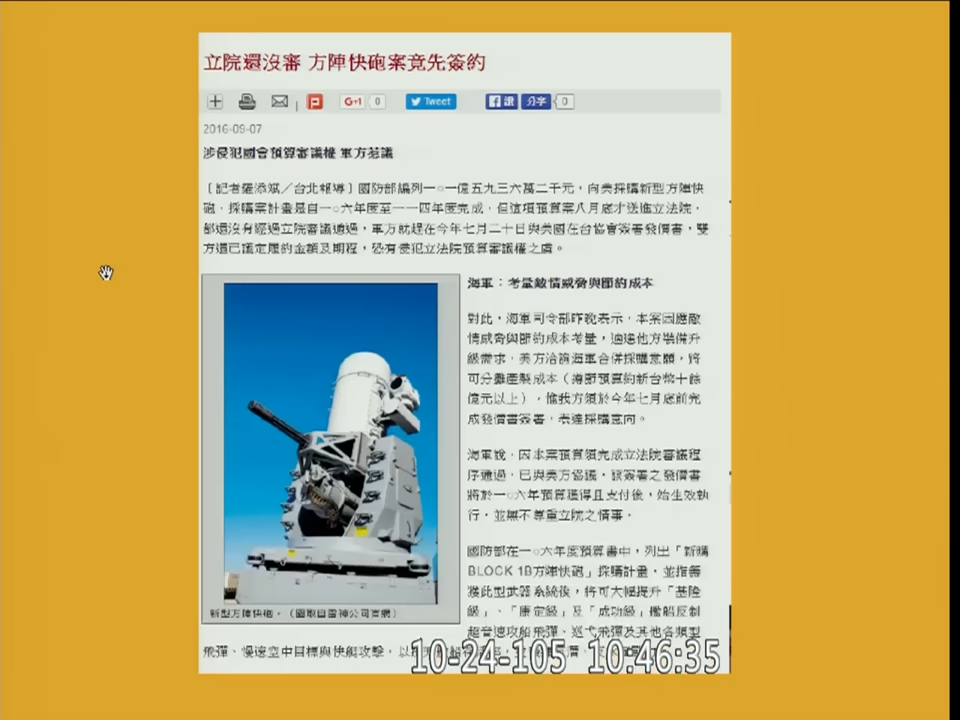 立院還沒審 方陣快砲案竟先簽約
G+1 0 Tweet 讚 分享 0
2016-09-07
涉侵犯國會預算審議權 軍方惹議
〔記者羅添斌／台北報導〕國防部編列一○一億五九三六萬二千元，向美採購新型方陣快
砲，採購案計畫是自一○六年度至一一四年度完成，但這項預算案八月底才送進立法院，
都還沒有經過立院審議通過，軍方就趕在今年七月二十日與美國在台協會簽署發價書，雙
方還已議定履約金額及期程，恐有侵犯立法院預算審議權之虞。
海軍：考量敵情威脅與節約成本
對此，海軍司令部昨晚表示，本案因應敵
情威脅與節約成本考量，適逢他方裝備升
級需求，美方洽詢海軍合併採購意願，將
可分攤產製成本（撙節預算約新台幣十餘
億元以上），惟我方須於今年七月底前完
成發價書簽署，表達採購意向。
海軍說，因本案預算須完成立法院審議程
序通過，已與美方協議，該簽署之發價書
將於一○六年預算獲得且支付後，始生效執
行，並無不尊重立院之情事。
國防部在一○六年度預算書中，列出「新購
BLOCK 1B方陣快砲」採購計畫，並指籌
獲此型武器系統後，將可大幅提升「基隆
級」、「康定級」及「成功級」艦艇反制
超音速攻船飛彈、巡弋飛彈及其他各類型
新型方陣快砲。（圖取自雷神公司官網）
飛彈、慢速空中目標與快艇攻擊，以
10-24-105 10:46:35